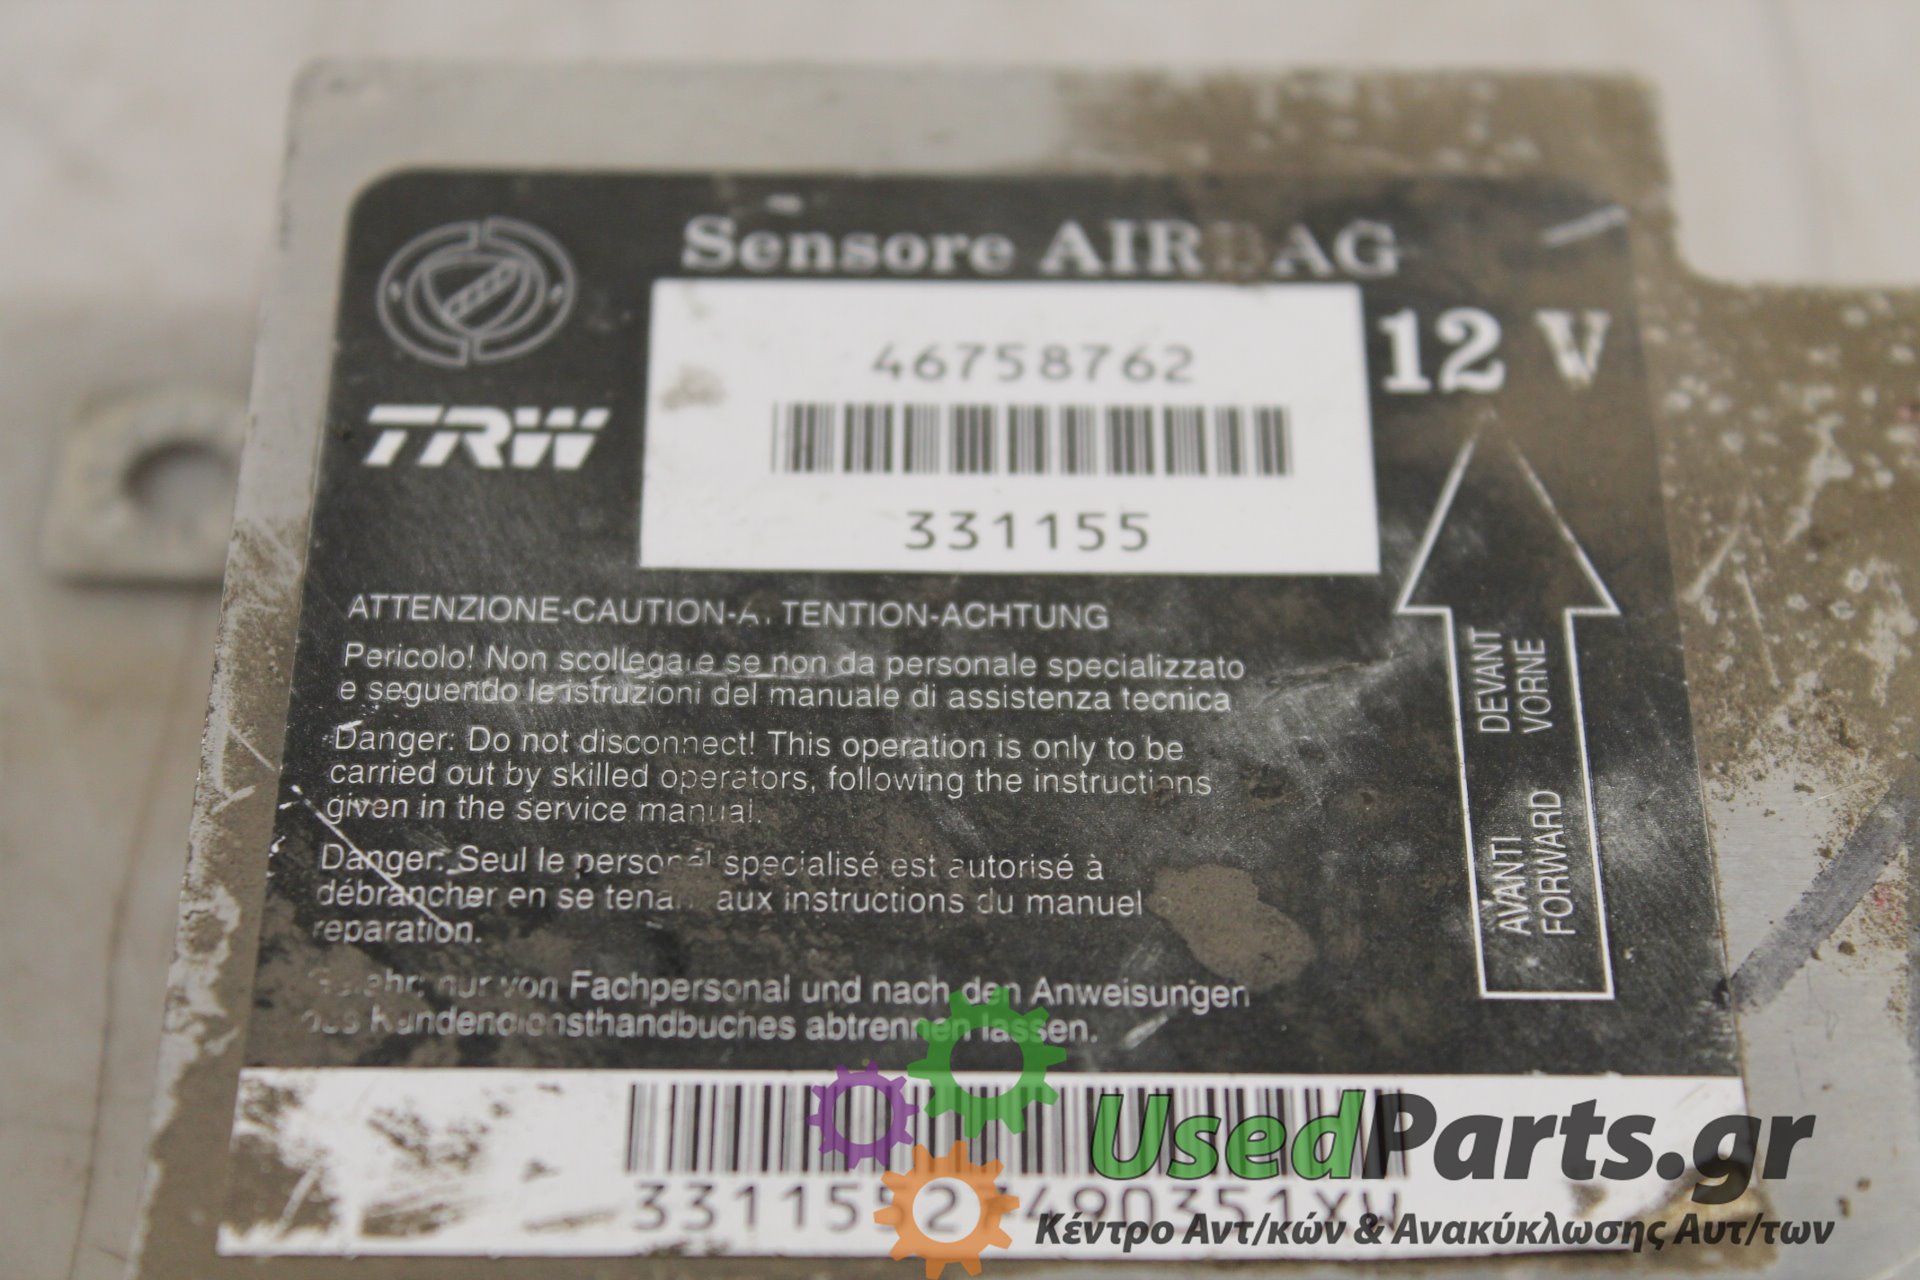 Sensore AIRBAG
46758762
12 V
TRW
331155
ATTENZIONE-CAUTION-ATTENTION-ACHTUNG
Pericolo! Non scollegare se non da personale specializzato
e seguendo le istruzioni del manuale di assistenza tecnica
Danger: Do not disconnect! This operation is only to be
carried out by skilled operators, following the instructions
given in the service manual.
Danger: Seul le personel specialisé est autorisé à
débrancher en se tenant aux instructions du manuel
reparation.
Gefahr: nur von Fachpersonal und nach den Anweisungen
des Kundendiensthandbuches abtrennen lassen.
AVANTI DEVANT
FORWARD VORNE
UsedParts.gr
Κέντρο Αντ/κών & Ανακύκλωσης Αυτ/των